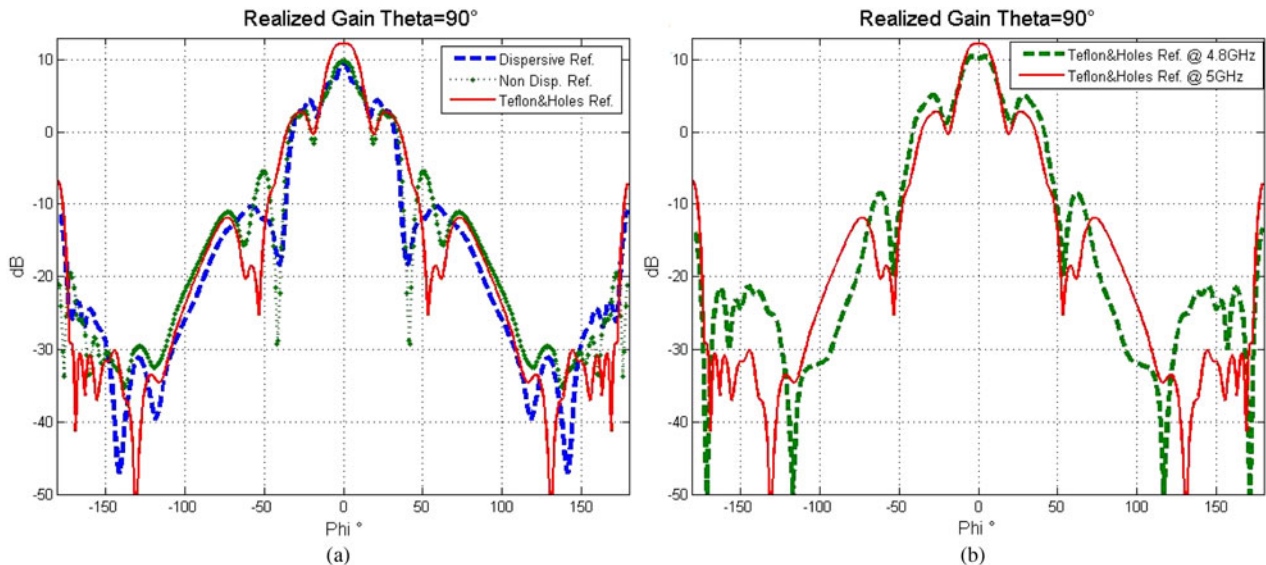 Realized Gain Theta=90°
10
0
-10
-20
-30
-40
-50
dB
-150
-100
-50
0
50
100
150
Phi °
Dispersive Ref.
Non Disp. Ref.
Teflon&Holes Ref.
(a)
Realized Gain Theta=90°
10
0
-10
-20
-30
-40
-50
dB
-150
-100
-50
0
50
100
150
Phi °
Teflon&Holes Ref. @ 4.8GHz
Teflon&Holes Ref. @ 5GHz
(b)